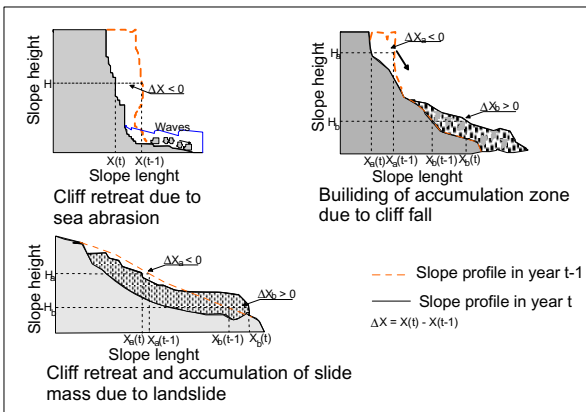 Slope height
H
ΔX < 0
Waves
X(t) X(t-1)
Slope lenght
Cliff retreat due to
sea abrasion
Slope height
Ha
Hb
ΔXa < 0
ΔXb > 0
Xa(t) Xa(t-1) Xb(t-1) Xb(t)
Slope lenght
Builiding of accumulation zone
due to cliff fall
Slope height
Ha
ΔXa < 0
ΔXb > 0
Xa(t) Xa(t-1) Xb(t-1) Xb(t)
Slope lenght
Cliff retreat and accumulation of slide
mass due to landslide
Slope profile in year t-1
Slope profile in year t
ΔX = X(t) - X(t-1)